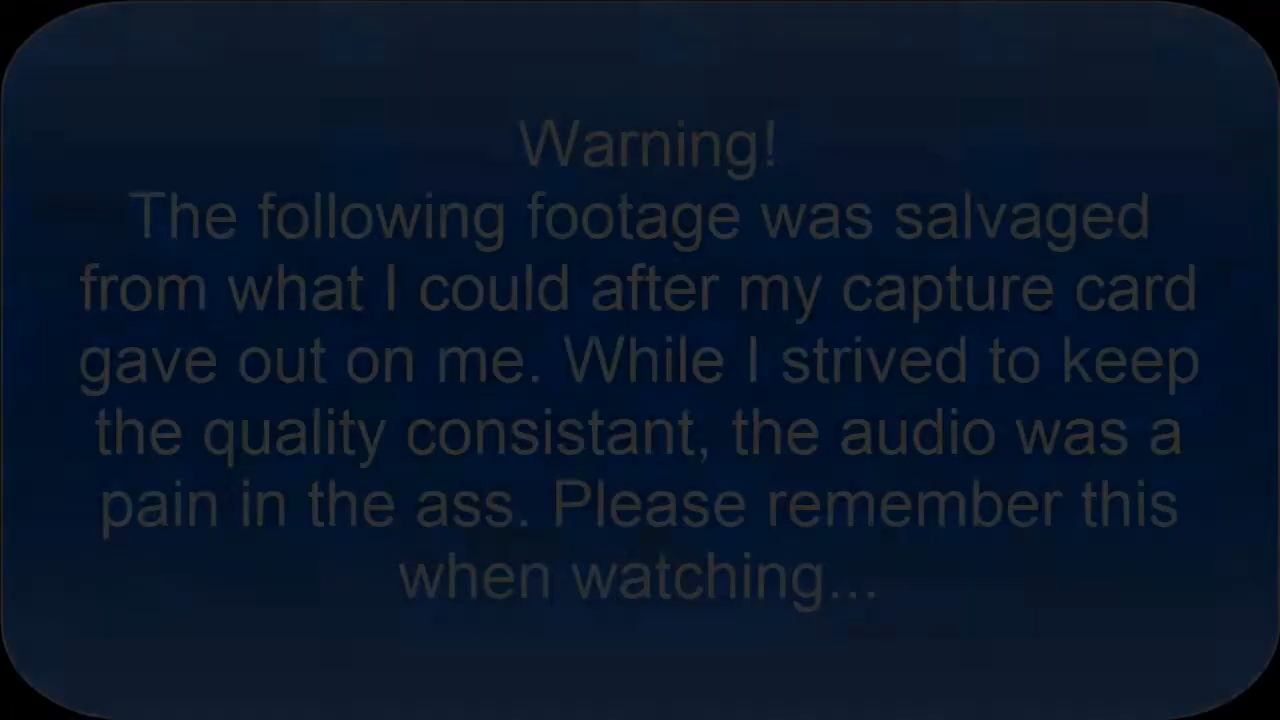 Warning!
The following footage was salvaged
from what I could after my capture card
gave out on me. While I strived to keep
the quality consistant, the audio was a
pain in the ass. Please remember this
when watching...